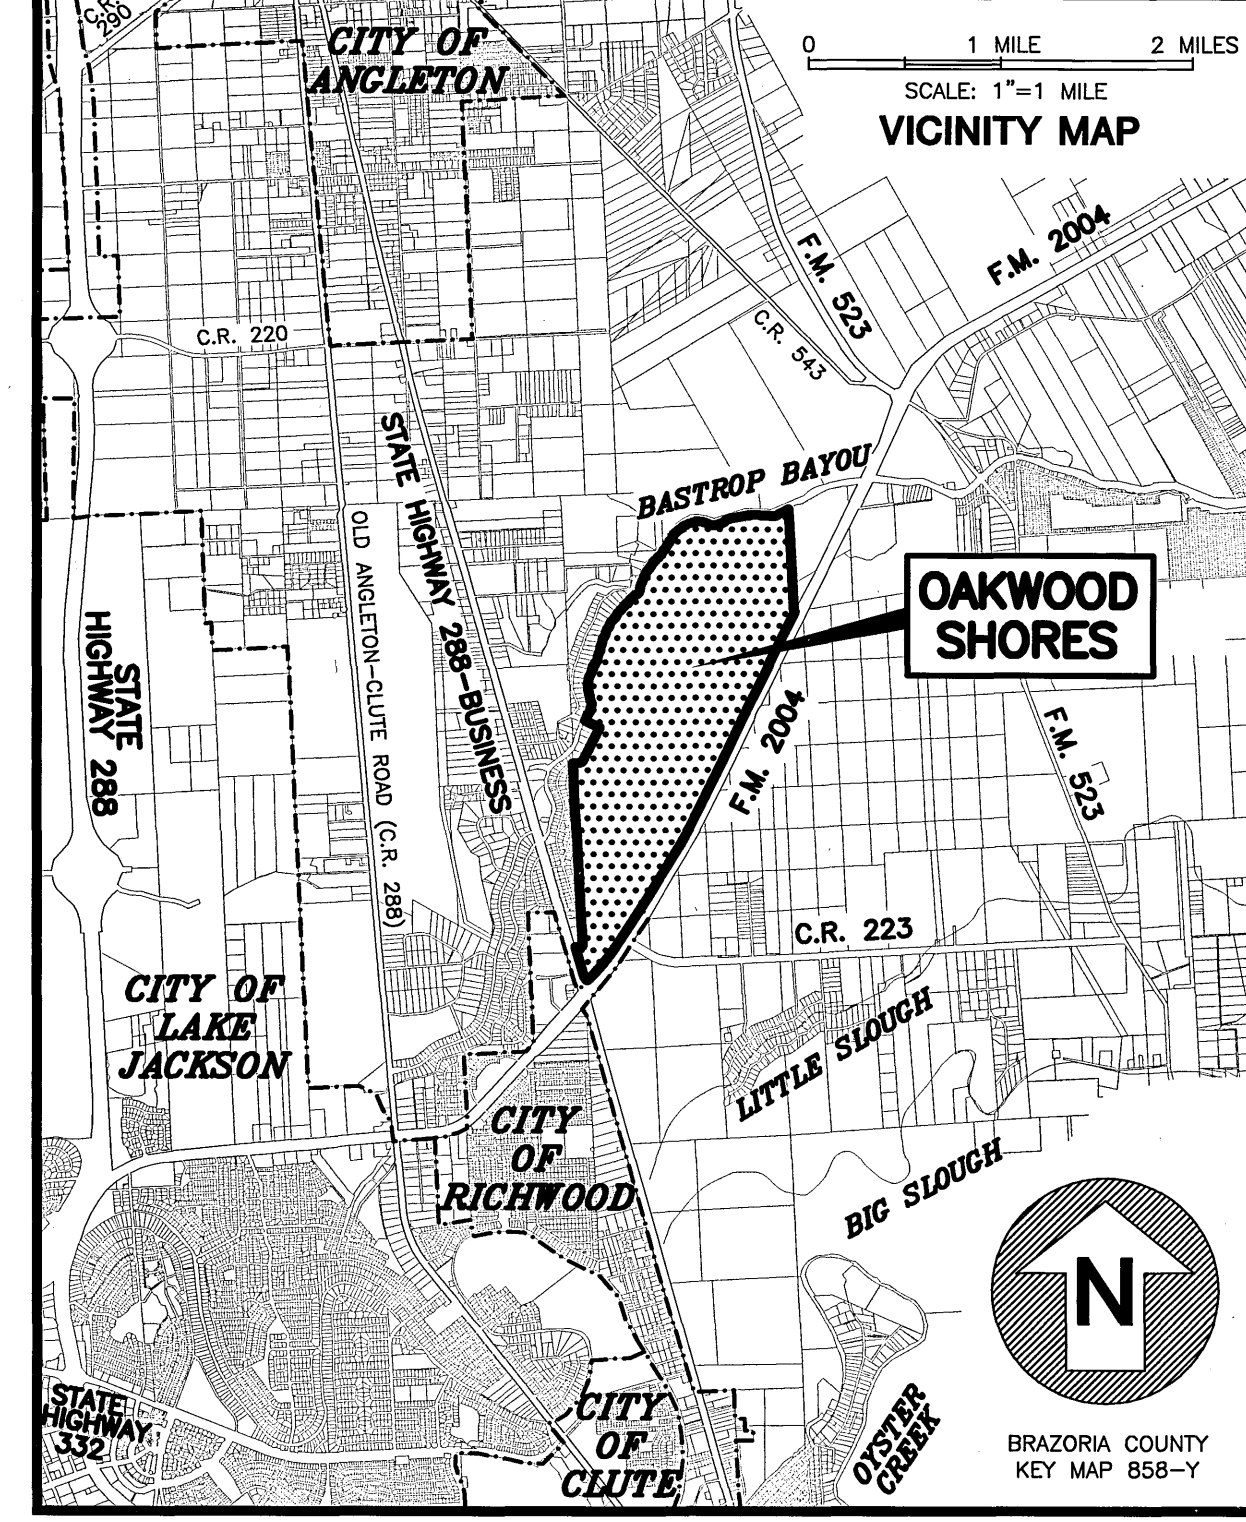 C.R.
290
CITY OF
ANGLETON
0 1 MILE 2 MILES
SCALE: 1"=1 MILE
VICINITY MAP
F.M. 2004
F.M. 523
C.R. 220
C.R. 543
STATE HIGHWAY 288-BUSINESS
BASTROP BAYOU
OLD ANGLETON-CLUTE ROAD (C.R. 288)
OAKWOOD
SHORES
STATE
HIGHWAY 288
F.M. 2004
F.M. 523
C.R. 223
CITY OF
LAKE
JACKSON
LITTLE SLOUGH
CITY
OF
RICHWOOD
BIG SLOUGH
N
STATE
HIGHWAY
332
CITY
OF
CLUTE
OYSTER
CREEK
BRAZORIA COUNTY
KEY MAP 858-Y